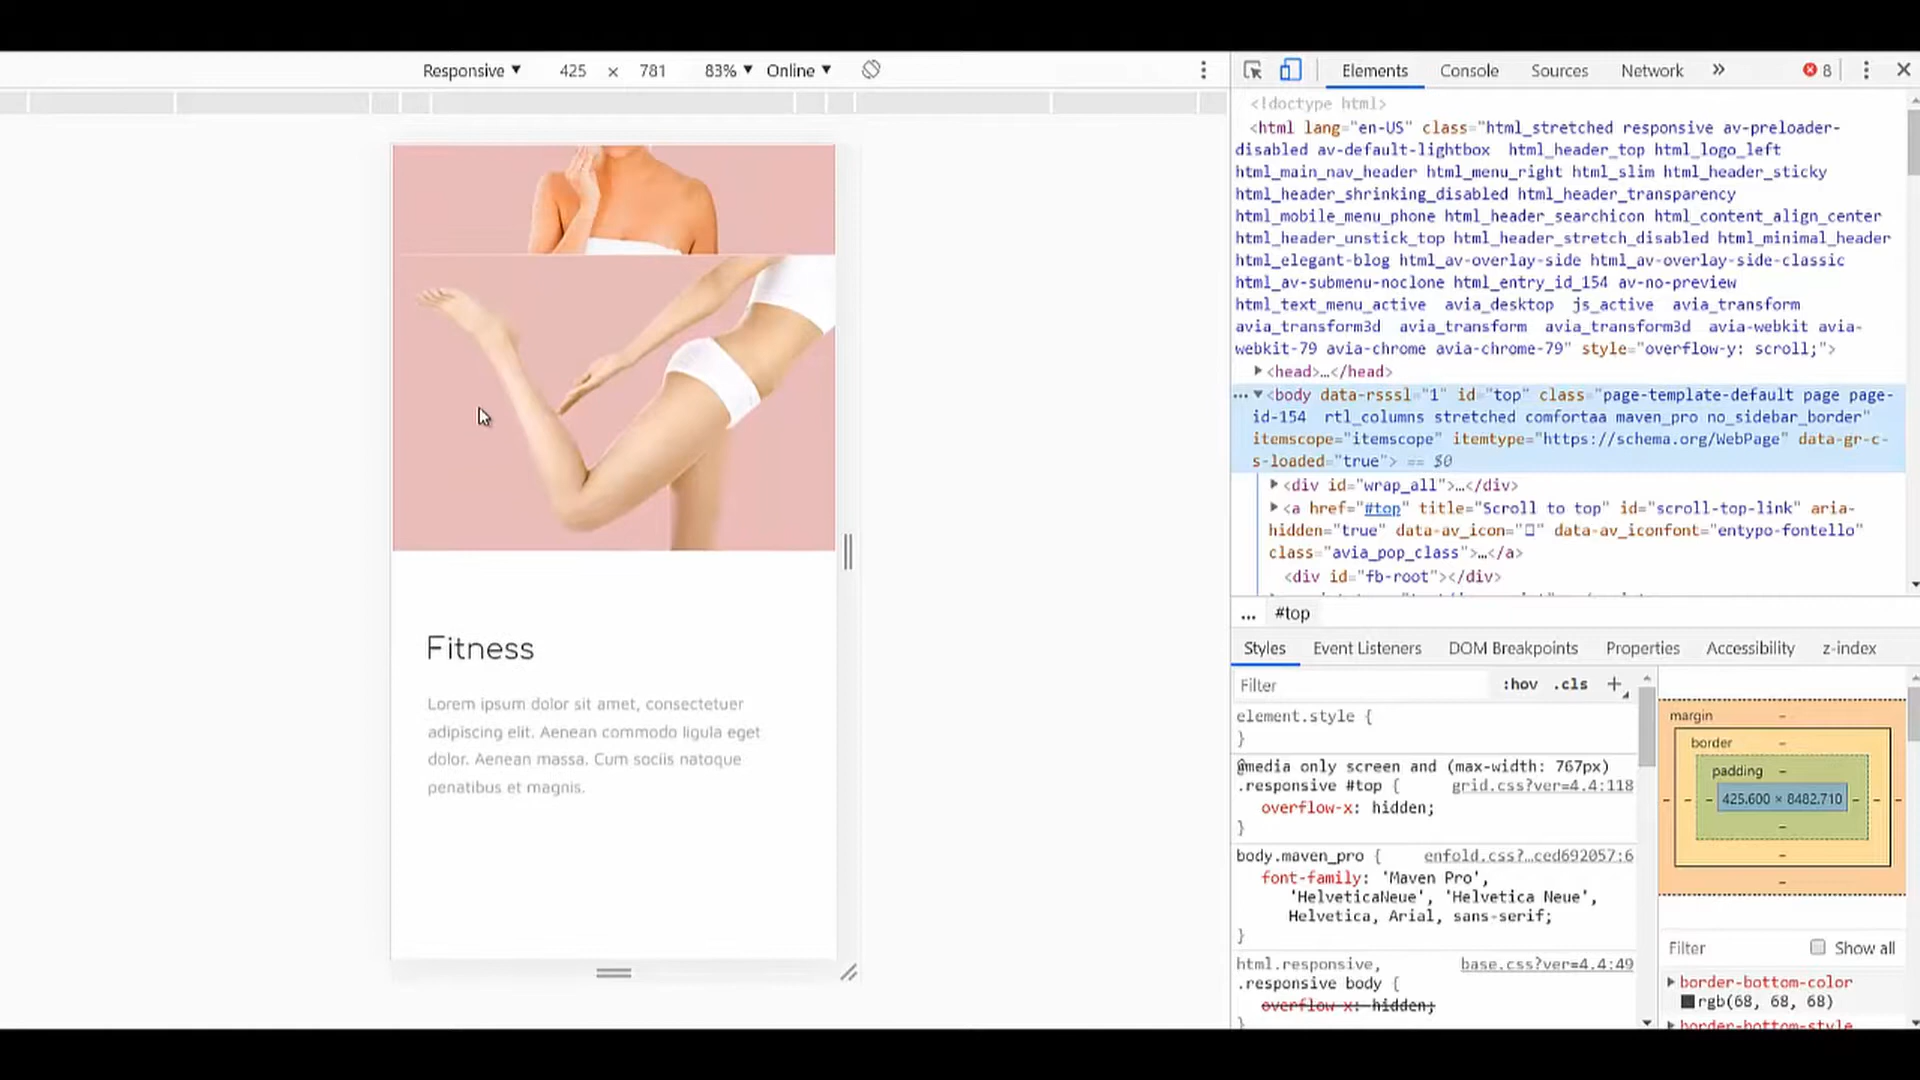 Responsive ▼ 425 × 781 83% ▼ Online ▼
Elements Console Sources Network » 8
<!doctype html>
<html lang="en-US" class="html_stretched responsive av-preloader-
disabled av-default-lightbox html_header_top html_logo_left
html_main_nav_header html_menu_right html_slim html_header_sticky
html_header_shrinking_disabled html_header_transparency
html_mobile_menu_phone html_header_searchicon html_content_align_center
html_header_unstick_top html_header_stretch_disabled html_minimal_header
html_elegant-blog html_av-overlay-side html_av-overlay-side-classic
html_av-submenu-noclone html_entry_id_154 av-no-preview
html_text_menu_active avia_desktop js_active avia_transform
avia_transform3d avia_transform avia_transform3d avia-webkit avia-
webkit-79 avia-chrome avia-chrome-79" style="overflow-y: scroll;">
▶<head>…</head>
… ▼<body data-rsssl="1" id="top" class="page-template-default page page-
id-154 rtl_columns stretched comfortaa maven_pro no_sidebar_border"
itemscope="itemscope" itemtype="https://schema.org/WebPage" data-gr-c-
s-loaded="true"> == $0
▶<div id="wrap_all">…</div>
▶<a href="#top" title="Scroll to top" id="scroll-top-link" aria-
hidden="true" data-av_icon="" data-av_iconfont="entypo-fontello"
class="avia_pop_class">…</a>
<div id="fb-root"></div>
… #top
Styles Event Listeners DOM Breakpoints Properties Accessibility z-index
Filter :hov .cls +
element.style {
}
@media only screen and (max-width: 767px)
.responsive #top { grid.css?ver=4.4:118
overflow-x: hidden;
}
body.maven_pro { enfold.css?…ced692057:6
font-family: 'Maven Pro',
'HelveticaNeue', 'Helvetica Neue',
Helvetica, Arial, sans-serif;
}
html.responsive, base.css?ver=4.4:49
.responsive body {
overflow-x: hidden;
}
margin –
border –
padding –
– – – 425.600 × 8482.710 – – –
–
–
–
Filter Show all
▶border-bottom-color
rgb(68, 68, 68)
▶border-bottom-style
Fitness
Lorem ipsum dolor sit amet, consectetuer
adipiscing elit. Aenean commodo ligula eget
dolor. Aenean massa. Cum sociis natoque
penatibus et magnis.